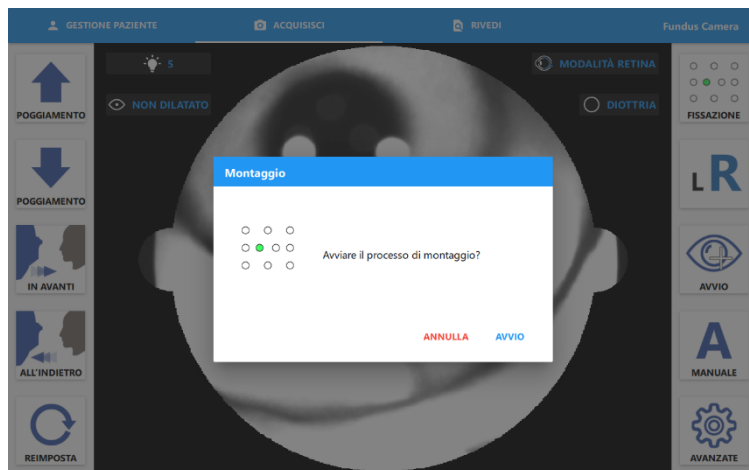 GESTIONE PAZIENTE
ACQUISISCI
RIVEDI
Fundus Camera
5
MODALITÀ RETINA
NON DILATATO
DIOTTRIA
POGGIAMENTO
POGGIAMENTO
IN AVANTI
ALL'INDIETRO
REIMPOSTA
Montaggio
Avviare il processo di montaggio?
ANNULLA
AVVIO
FISSAZIONE
L R
AVVIO
A
MANUALE
AVANZATE